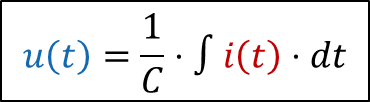 u(t) = 1/C · ∫ i(t) · dt